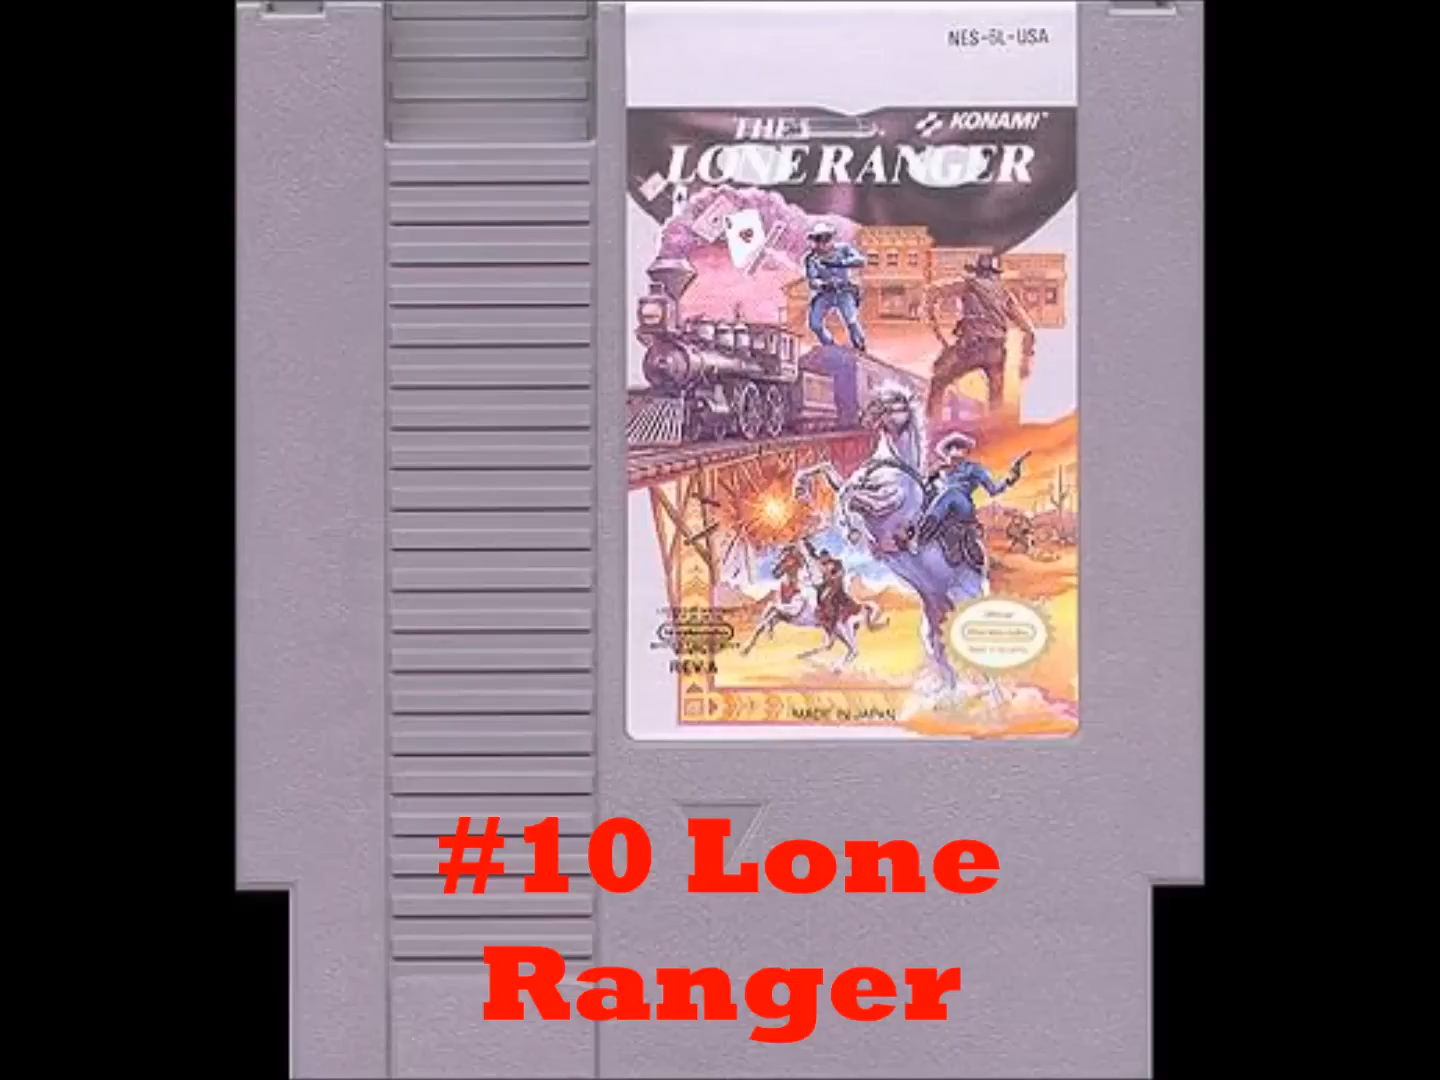 NES-6L-USA
THE
KONAMI
LONE RANGER
REV-A
MADE IN JAPAN
#10 Lone
Ranger